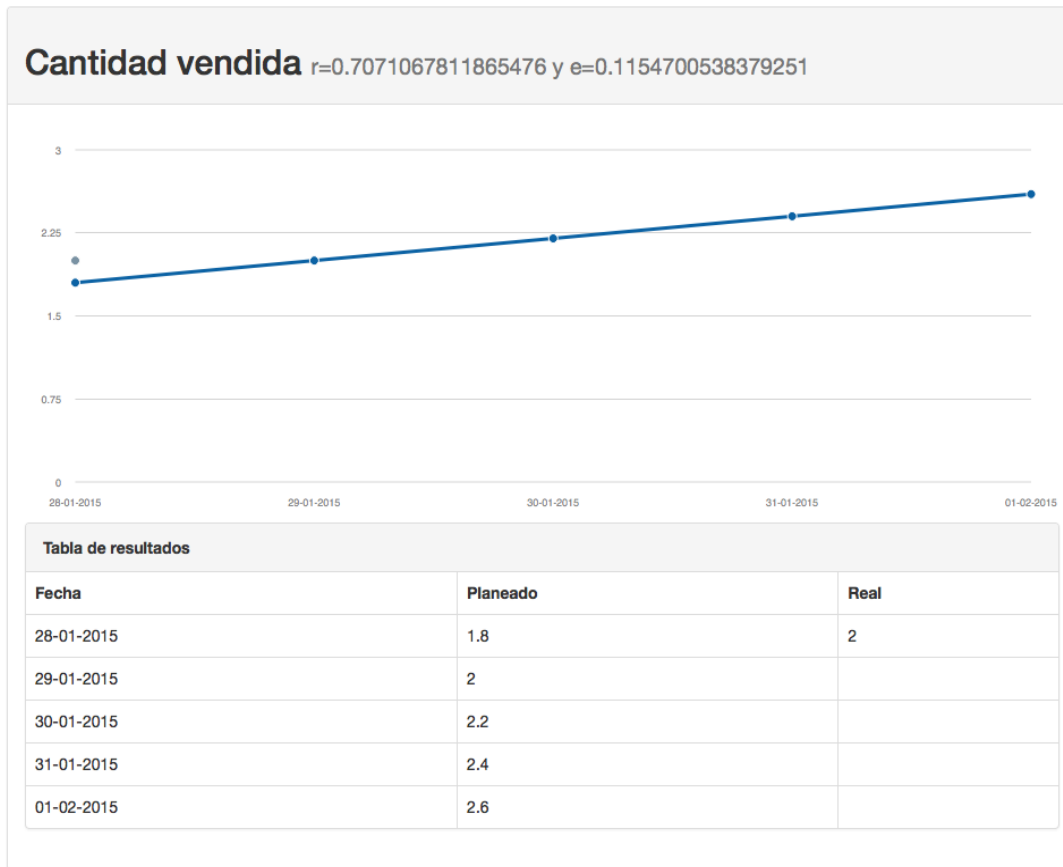 Cantidad vendida r=0.7071067811865476 y e=0.1154700538379251
3
2.25
1.5
0.75
0
28-01-2015 29-01-2015 30-01-2015 31-01-2015 01-02-2015
Tabla de resultados
Fecha Planeado Real
28-01-2015 1.8 2
29-01-2015 2
30-01-2015 2.2
31-01-2015 2.4
01-02-2015 2.6